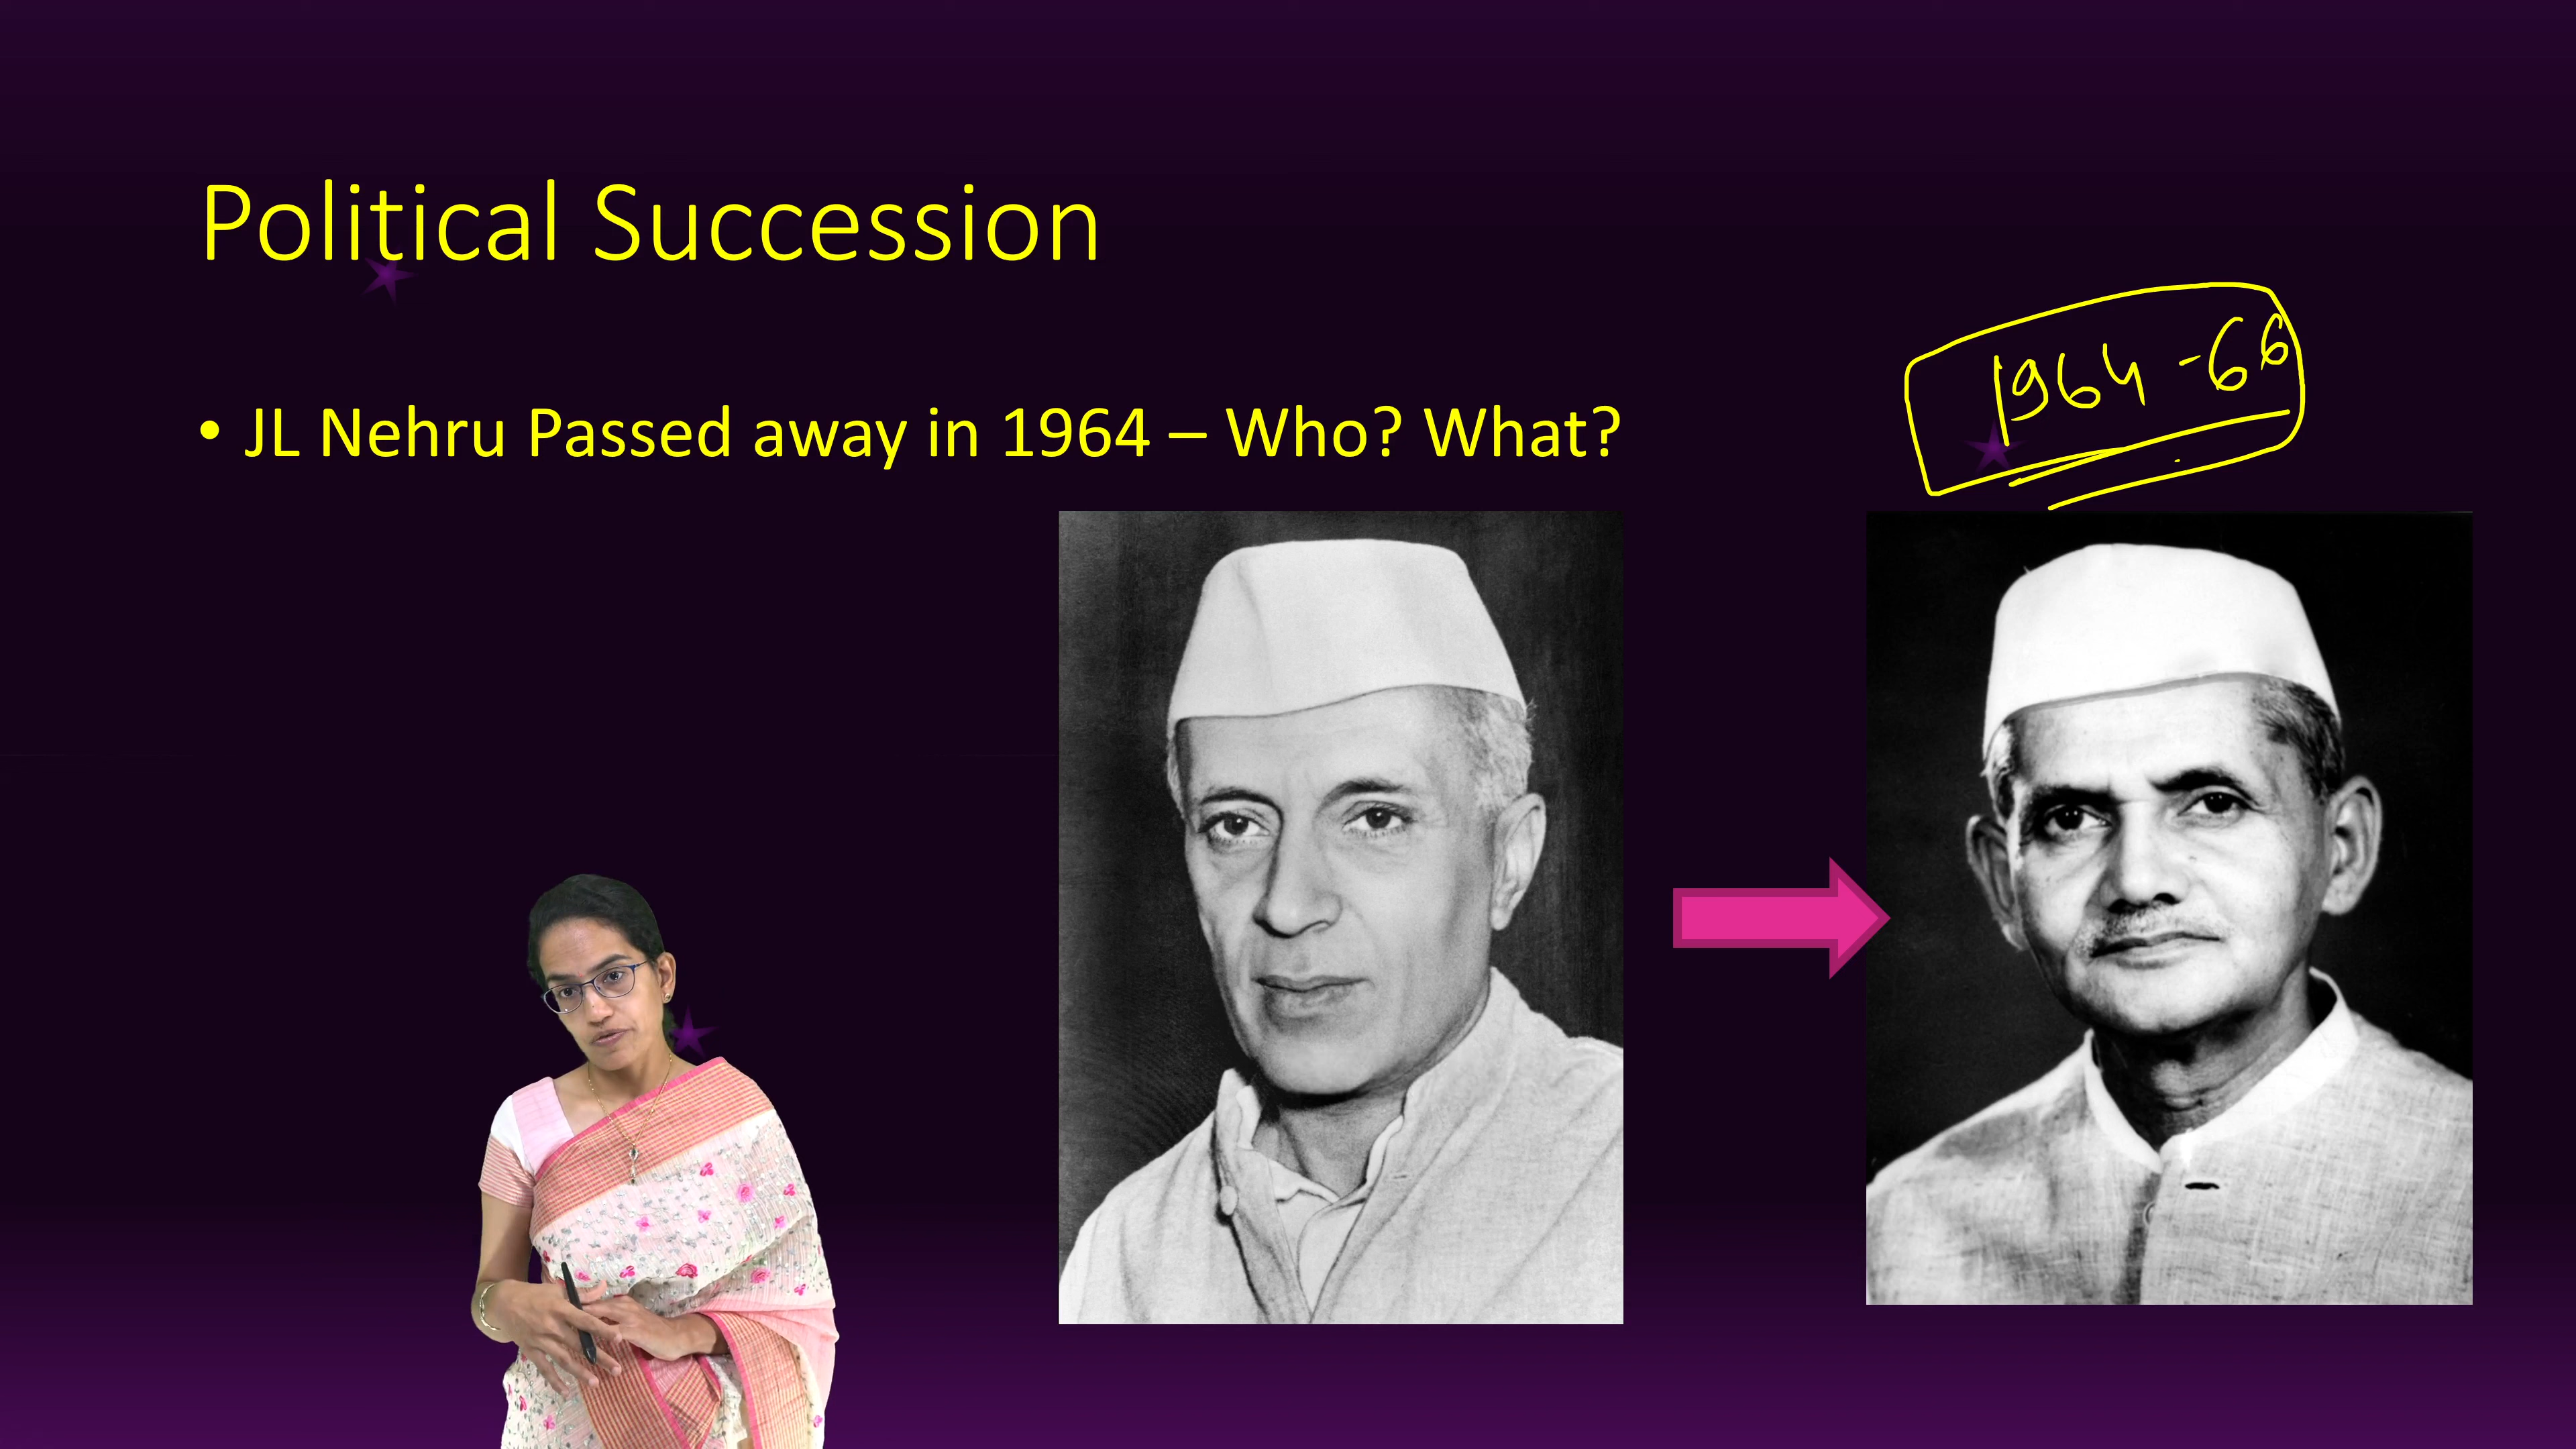 Political Succession
1964 - 66
• JL Nehru Passed away in 1964 – Who? What?